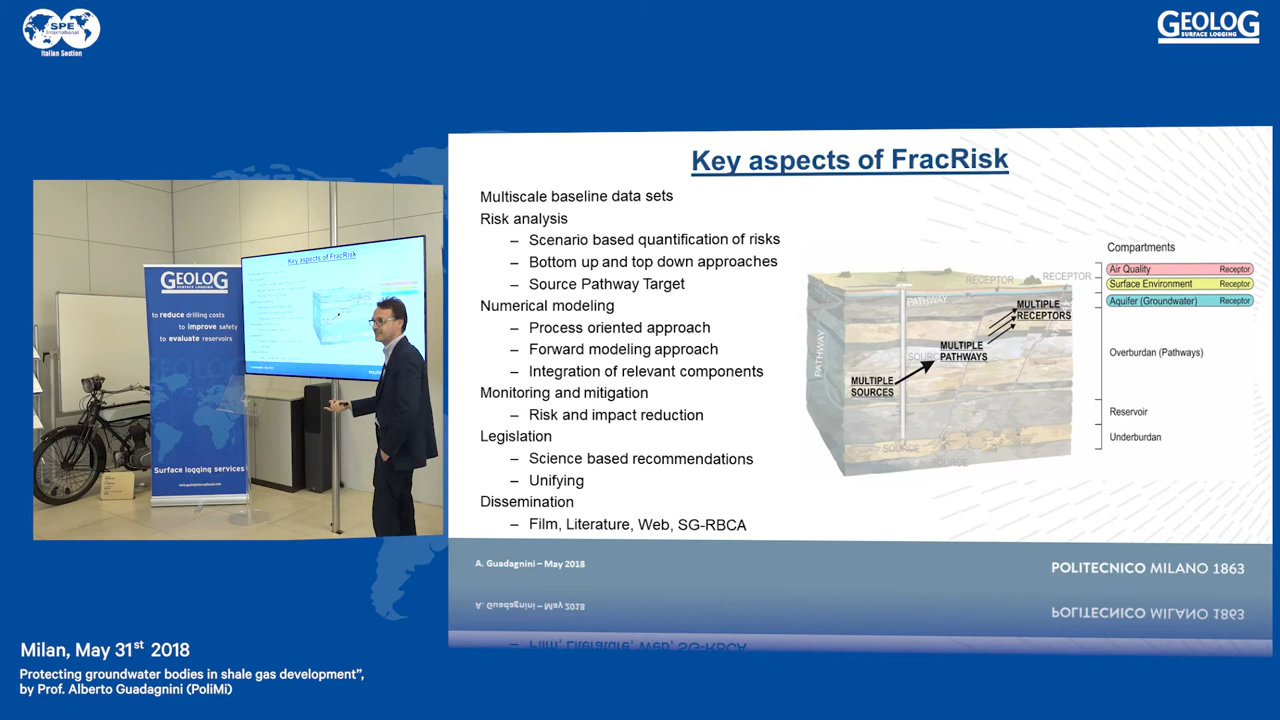 SPE
International
Italian Section
GEOLOG
SURFACE LOGGING
Key aspects of FracRisk
Multiscale baseline data sets
Risk analysis
– Scenario based quantification of risks
– Bottom up and top down approaches
– Source Pathway Target
Numerical modeling
– Process oriented approach
– Forward modeling approach
– Integration of relevant components
Monitoring and mitigation
– Risk and impact reduction
Legislation
– Science based recommendations
– Unifying
Dissemination
– Film, Literature, Web, SG-RBCA
RECEPTOR
RECEPTOR
PATHWAY
PATHWAY
MULTIPLE
RECEPTORS
MULTIPLE
PATHWAYS
SOURCE
MULTIPLE
SOURCES
SOURCE
SOURCE
Compartments
Air Quality Receptor
Surface Environment Receptor
Aquifer (Groundwater) Receptor
Overburdan (Pathways)
Reservoir
Underburdan
A. Guadagnini – May 2018
POLITECNICO MILANO 1863
GEOLOG
SURFACE LOGGING
to reduce drilling costs
to improve safety
to evaluate reservoirs
Surface logging services
Key aspects of FracRisk
Milan, May 31st 2018
Protecting groundwater bodies in shale gas development”,
by Prof. Alberto Guadagnini (PoliMi)